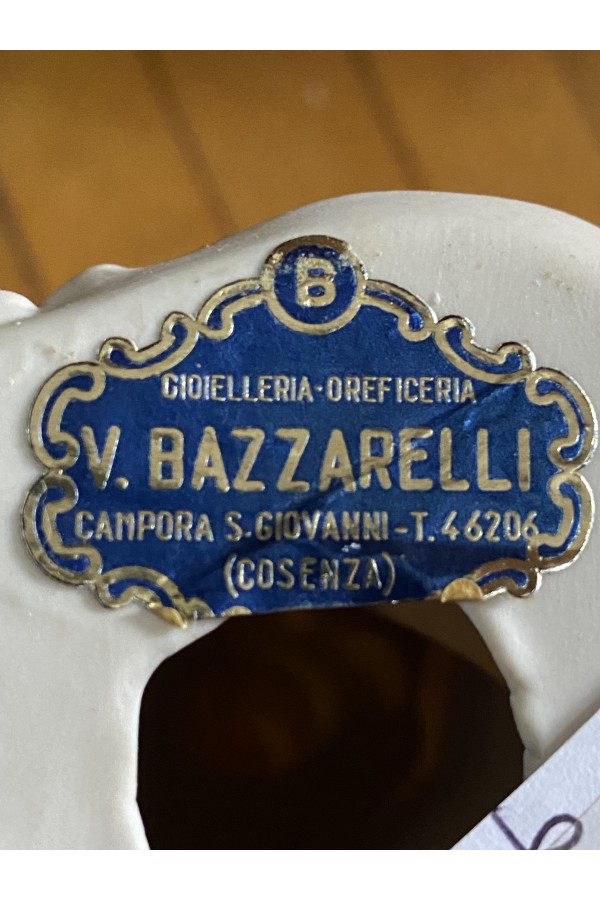 B
GIOIELLERIA-OREFICERIA
V. BAZZARELLI
CAMPORA S.GIOVANNI-T.46206
(COSENZA)